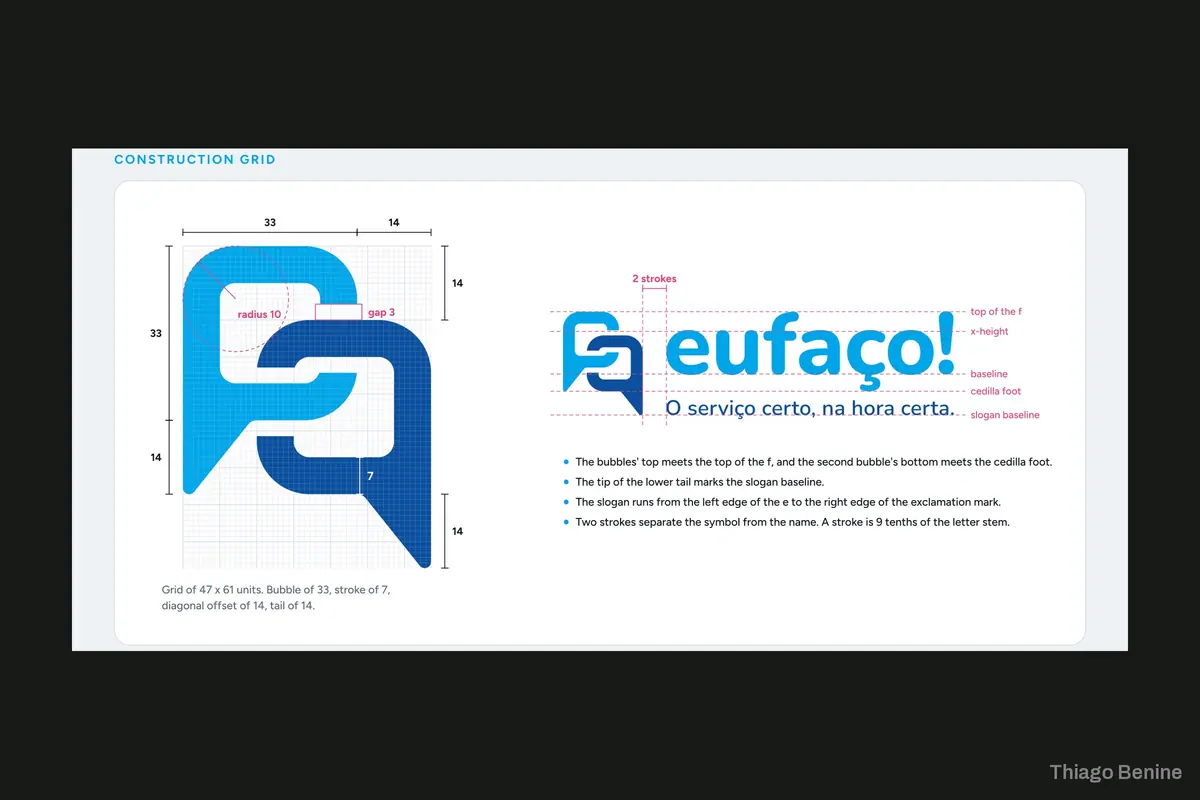 CONSTRUCTION GRID
33
14
14
33
radius 10
gap 3
14
7
14
Grid of 47 x 61 units. Bubble of 33, stroke of 7,
diagonal offset of 14, tail of 14.
2 strokes
top of the f
x-height
eufaço!
baseline
cedilla foot
O serviço certo, na hora certa.
slogan baseline
The bubbles' top meets the top of the f, and the second bubble's bottom meets the cedilla foot.
The tip of the lower tail marks the slogan baseline.
The slogan runs from the left edge of the e to the right edge of the exclamation mark.
Two strokes separate the symbol from the name. A stroke is 9 tenths of the letter stem.
Thiago Benine